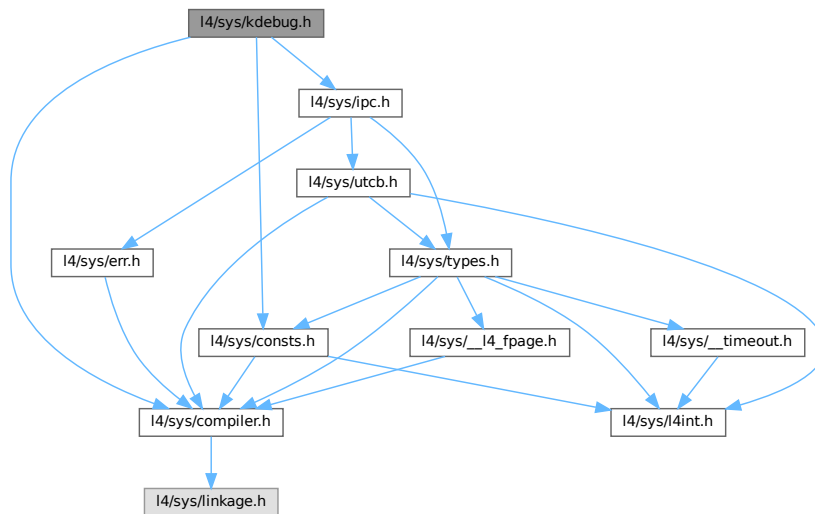 l4/sys/kdebug.h
l4/sys/ipc.h
l4/sys/utcb.h
l4/sys/err.h
l4/sys/types.h
l4/sys/consts.h
l4/sys/__l4_fpage.h
l4/sys/__timeout.h
l4/sys/compiler.h
l4/sys/l4int.h
l4/sys/linkage.h